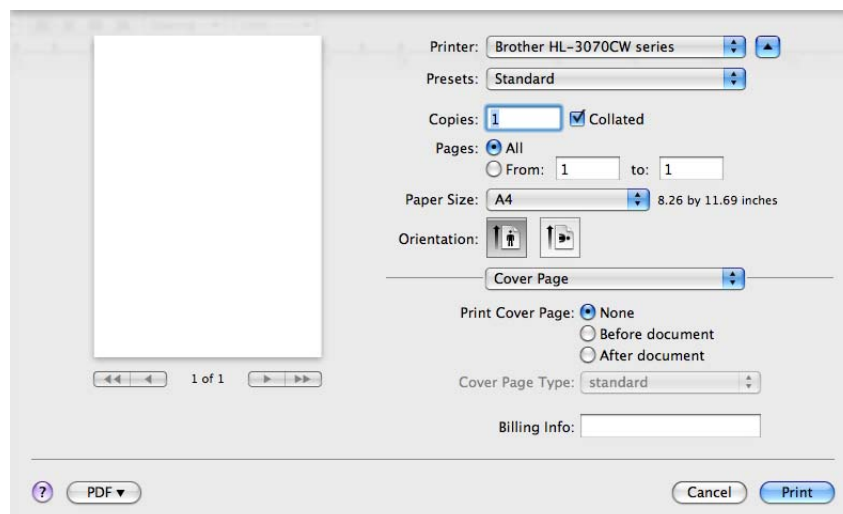 Printer: Brother HL-3070CW series
Presets: Standard
Copies: 1 Collated
Pages: All
From: 1 to: 1
Paper Size: A4 8.26 by 11.69 inches
Orientation:
Cover Page
Print Cover Page: None
Before document
After document
1 of 1
Cover Page Type: standard
Billing Info:
? PDF Cancel Print